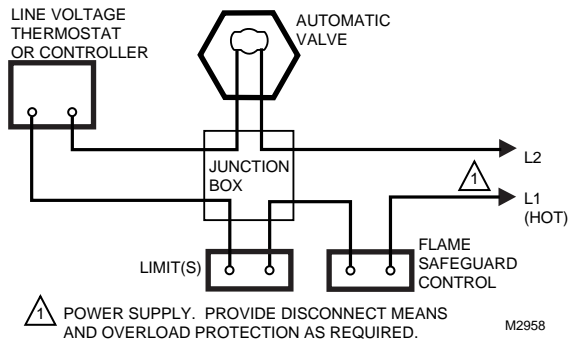 LINE VOLTAGE
THERMOSTAT
OR CONTROLLER
AUTOMATIC
VALVE
JUNCTION
BOX
L2
1
L1
(HOT)
LIMIT(S)
FLAME
SAFEGUARD
CONTROL
1 POWER SUPPLY. PROVIDE DISCONNECT MEANS
AND OVERLOAD PROTECTION AS REQUIRED.
M2958